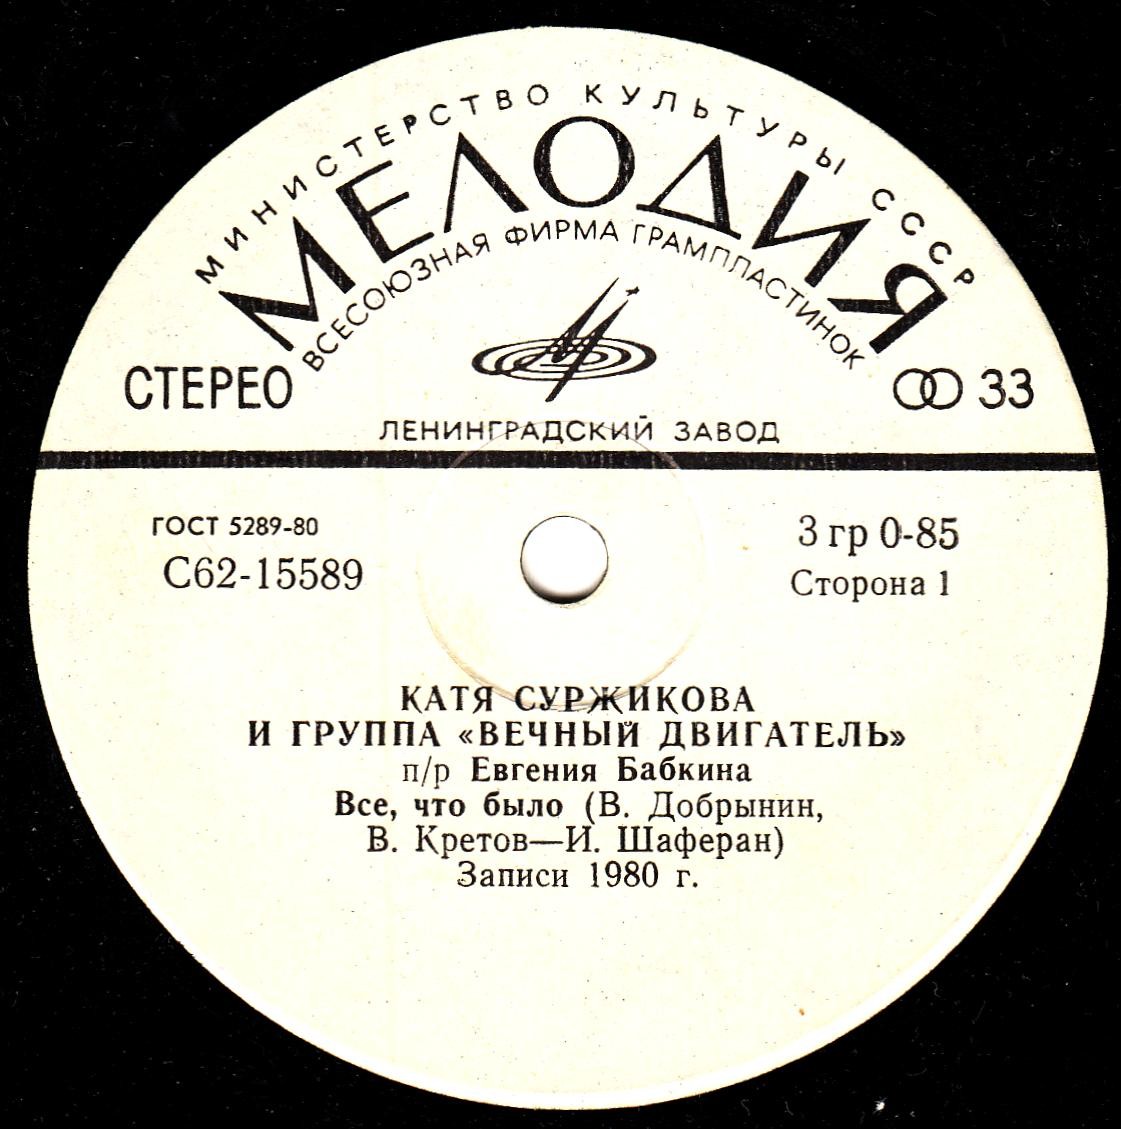 МИНИСТЕРСТВО КУЛЬТУРЫ СССР
МЕЛОДИЯ
ВСЕСОЮЗНАЯ ФИРМА ГРАМПЛАСТИНОК
СТЕРЕО
33
ЛЕНИНГРАДСКИЙ ЗАВОД
ГОСТ 5289-80
3 гр 0-85
С62-15589
Сторона 1
КАТЯ СУРЖИКОВА
И ГРУППА «ВЕЧНЫЙ ДВИГАТЕЛЬ»
п/р Евгения Бабкина
Все, что было (В. Добрынин,
В. Кретов—И. Шаферан)
Записи 1980 г.